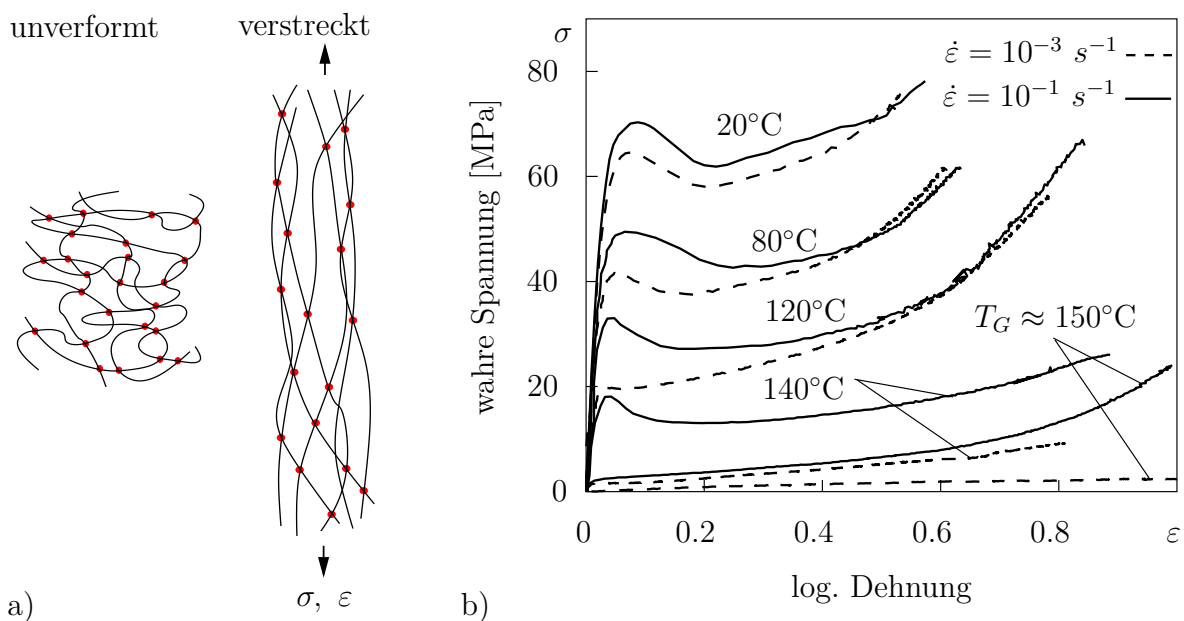 unverformt
verstreckt
σ, ε
a)
σ
80
60
40
20
0
wahre Spannung [MPa]
ε̇ = 10⁻³ s⁻¹
ε̇ = 10⁻¹ s⁻¹
20°C
80°C
120°C
T_G ≈ 150°C
140°C
0
0.2
0.4
0.6
0.8
ε
log. Dehnung
b)